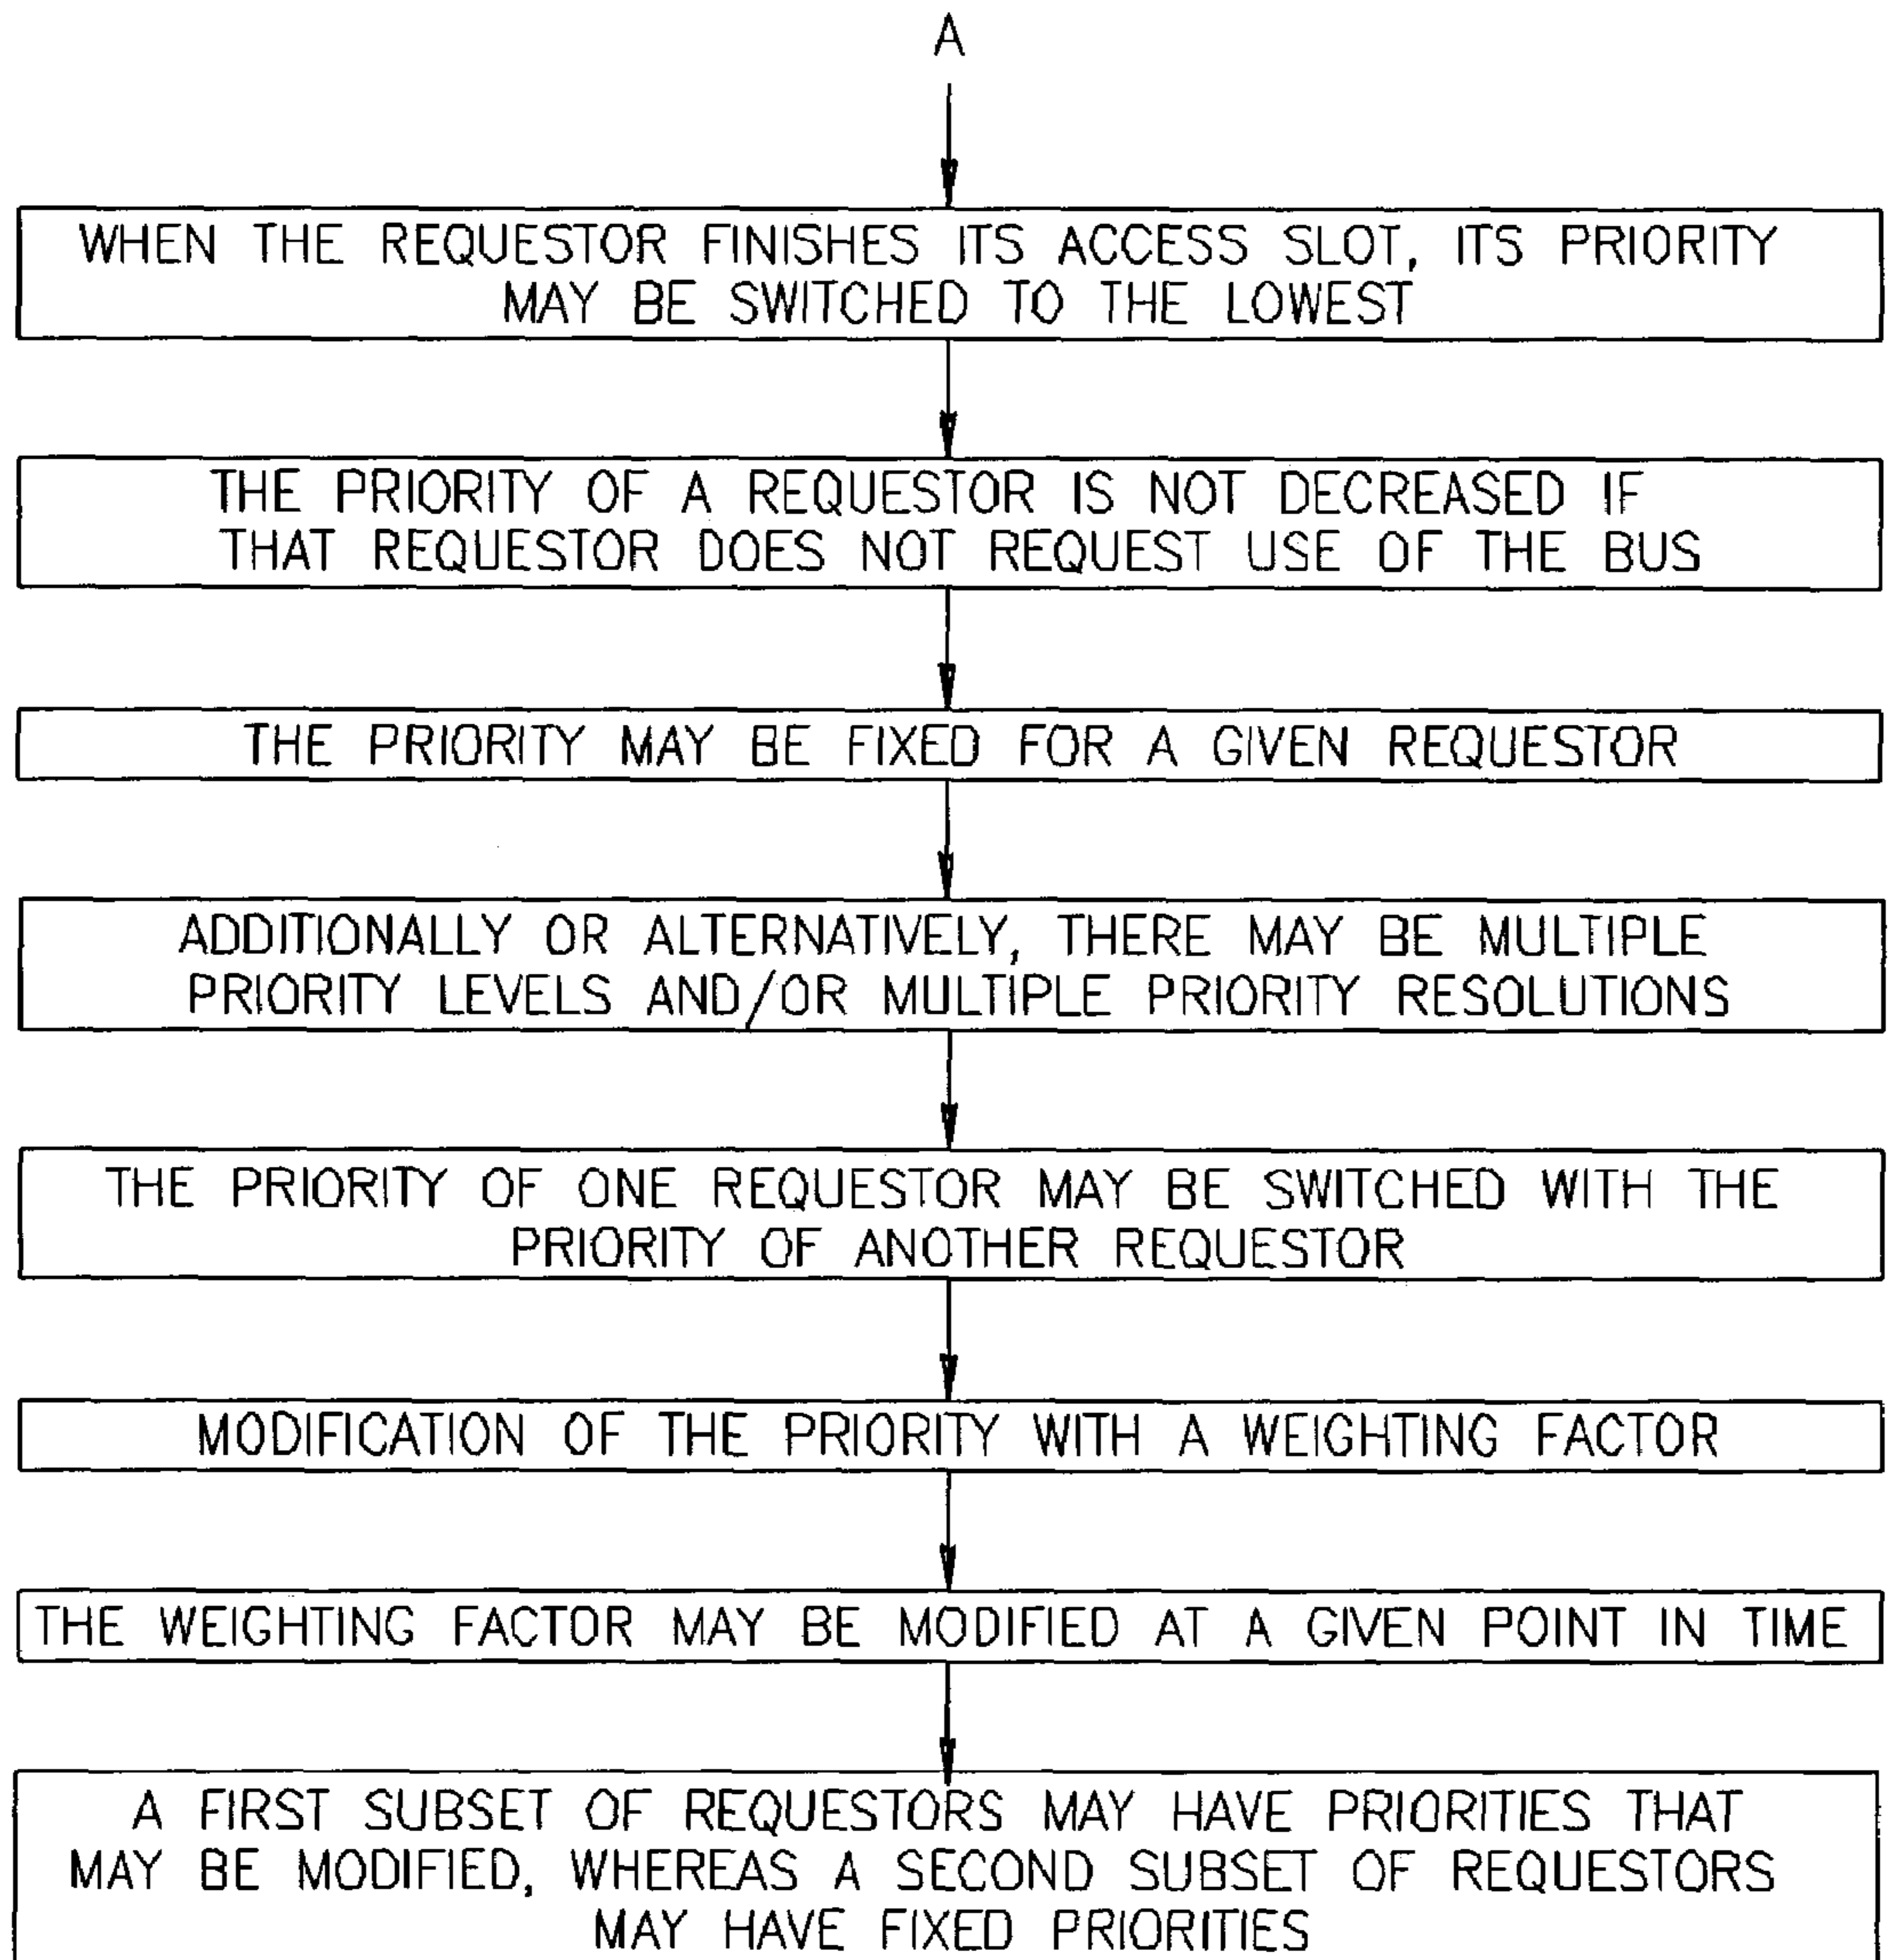 A
WHEN THE REQUESTOR FINISHES ITS ACCESS SLOT, ITS PRIORITY
MAY BE SWITCHED TO THE LOWEST
THE PRIORITY OF A REQUESTOR IS NOT DECREASED IF
THAT REQUESTOR DOES NOT REQUEST USE OF THE BUS
THE PRIORITY MAY BE FIXED FOR A GIVEN REQUESTOR
ADDITIONALLY OR ALTERNATIVELY, THERE MAY BE MULTIPLE
PRIORITY LEVELS AND/OR MULTIPLE PRIORITY RESOLUTIONS
THE PRIORITY OF ONE REQUESTOR MAY BE SWITCHED WITH THE
PRIORITY OF ANOTHER REQUESTOR
MODIFICATION OF THE PRIORITY WITH A WEIGHTING FACTOR
THE WEIGHTING FACTOR MAY BE MODIFIED AT A GIVEN POINT IN TIME
A FIRST SUBSET OF REQUESTORS MAY HAVE PRIORITIES THAT
MAY BE MODIFIED, WHEREAS A SECOND SUBSET OF REQUESTORS
MAY HAVE FIXED PRIORITIES